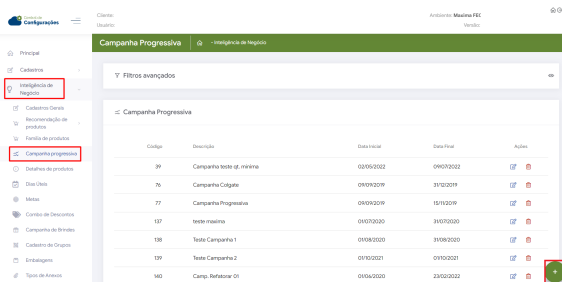 Central de
Configurações
Cliente:
Usuário:
Ambiente: Maxima FEC
Versão:
Campanha Progressiva
- Inteligência de Negócio
Principal
Cadastros
Inteligência de
Negócio
Cadastros Gerais
Recomendação de
produtos
Família de produtos
Campanha progressiva
Detalhes de produtos
Dias Úteis
Metas
Combo de Descontos
Campanha de Brindes
Cadastro de Grupos
Embalagens
Tipos de Anexos
Filtros avançados
Campanha Progressiva
Código Descrição Data Inicial Data Final Ações
39 Campanha teste qt. minima 02/05/2022 09/07/2022
76 Campanha Colgate 09/09/2019 31/12/2019
77 Campanha Progressiva 09/09/2019 15/11/2019
137 teste maxima 01/07/2020 31/07/2020
138 Teste Campanha 1 01/08/2020 31/08/2020
139 Teste Campanha 2 01/10/2021 01/10/2021
140 Camp. Refatorar 01 01/06/2020 23/02/2022
+